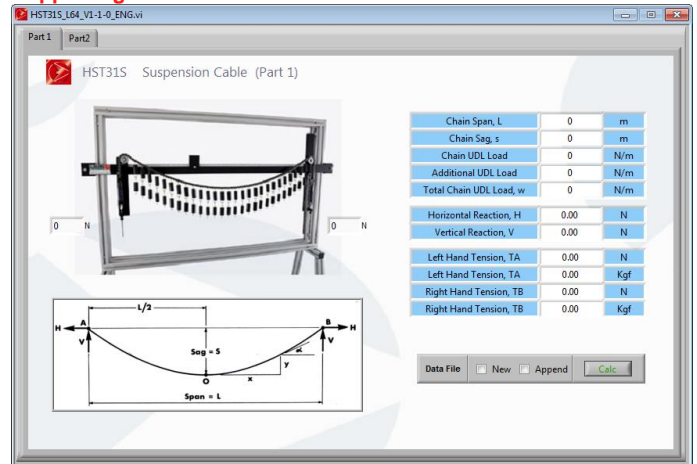 HST31S_L64_V1-1-0_ENG.vi
Part 1 Part2
HST31S Suspension Cable (Part 1)
0 N
0 N
Chain Span, L 0 m
Chain Sag, s 0 m
Chain UDL Load 0 N/m
Additional UDL Load 0 N/m
Total Chain UDL Load, w 0 N/m
Horizontal Reaction, H 0.00 N
Vertical Reaction, V 0.00 N
Left Hand Tension, TA 0.00 N
Left Hand Tension, TA 0.00 Kgf
Right Hand Tension, TB 0.00 N
Right Hand Tension, TB 0.00 Kgf
L/2
H A B H
V V
Sag = S
α
y
x
O
Span = L
Data File New Append Calc